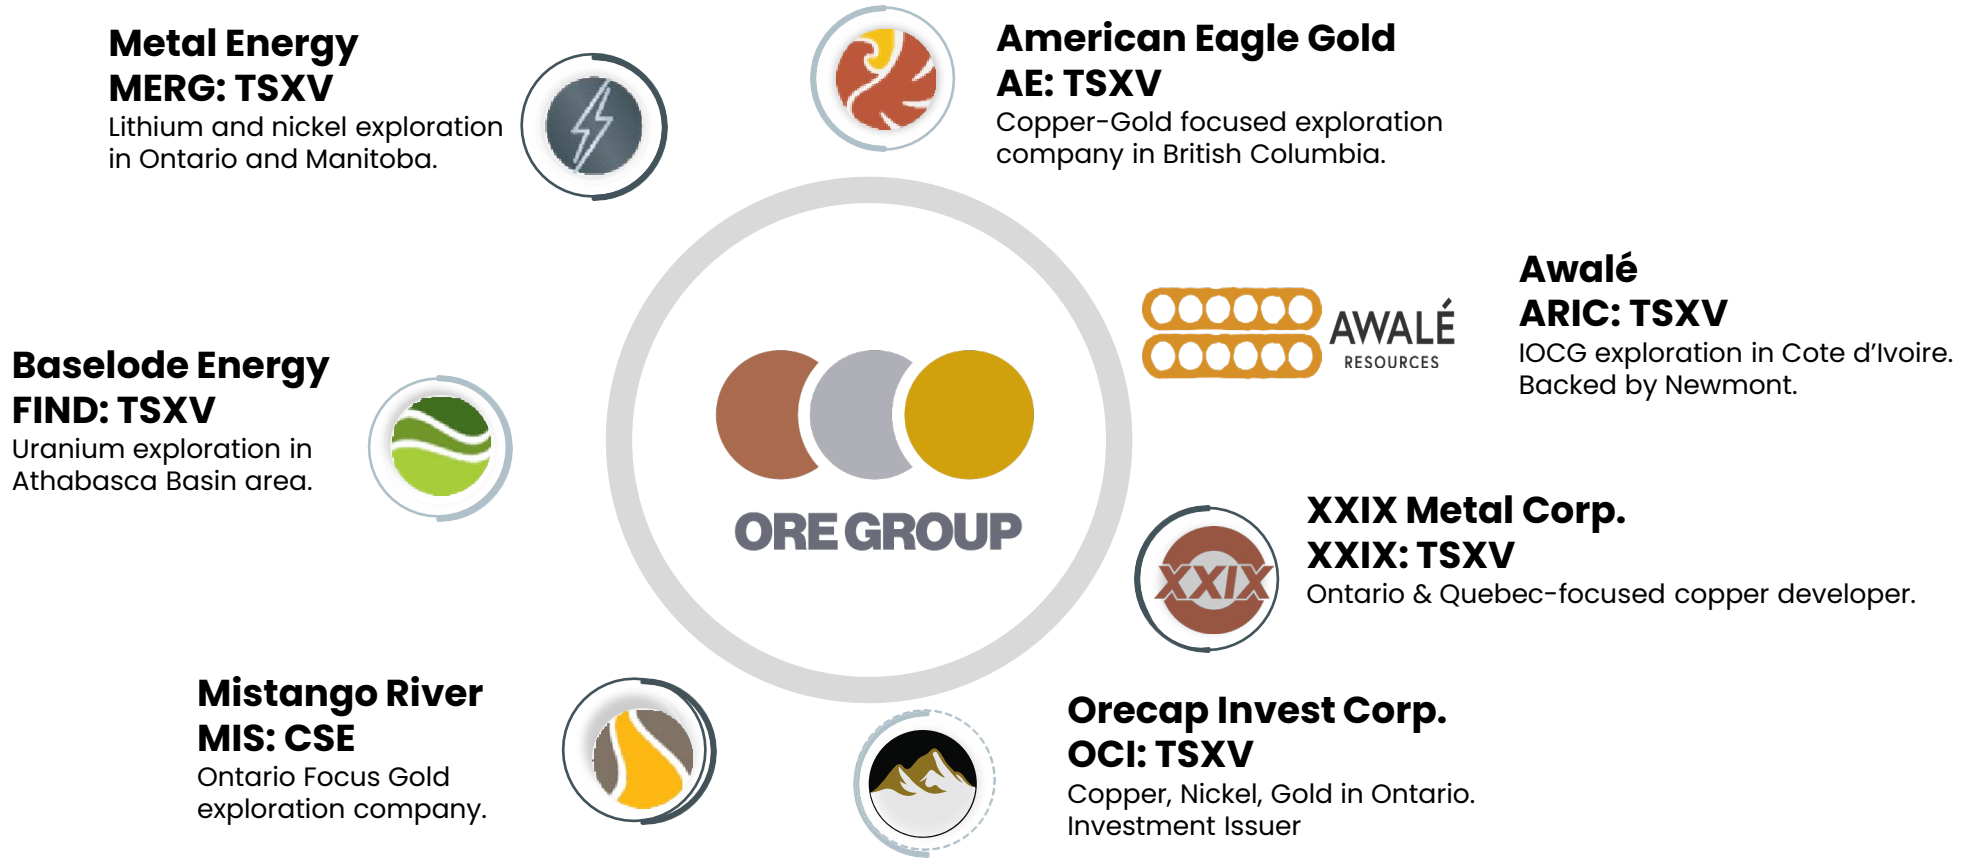 Metal Energy
MERG: TSXV
Lithium and nickel exploration
in Ontario and Manitoba.
American Eagle Gold
AE: TSXV
Copper-Gold focused exploration
company in British Columbia.
AWALÉ
RESOURCES
Awalé
ARIC: TSXV
IOCG exploration in Cote d’Ivoire.
Backed by Newmont.
Baselode Energy
FIND: TSXV
Uranium exploration in
Athabasca Basin area.
ORE GROUP
XXIX
XXIX Metal Corp.
XXIX: TSXV
Ontario & Quebec-focused copper developer.
Mistango River
MIS: CSE
Ontario Focus Gold
exploration company.
Orecap Invest Corp.
OCI: TSXV
Copper, Nickel, Gold in Ontario.
Investment Issuer